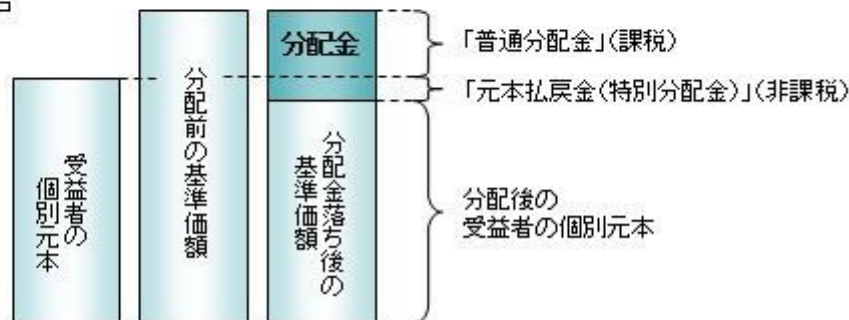 受益者の
個別元本
分配前の基準価額
分配金
分配金落ち後の
基準価額
「普通分配金」(課税)
「元本払戻金(特別分配金)」(非課税)
分配後の
受益者の個別元本